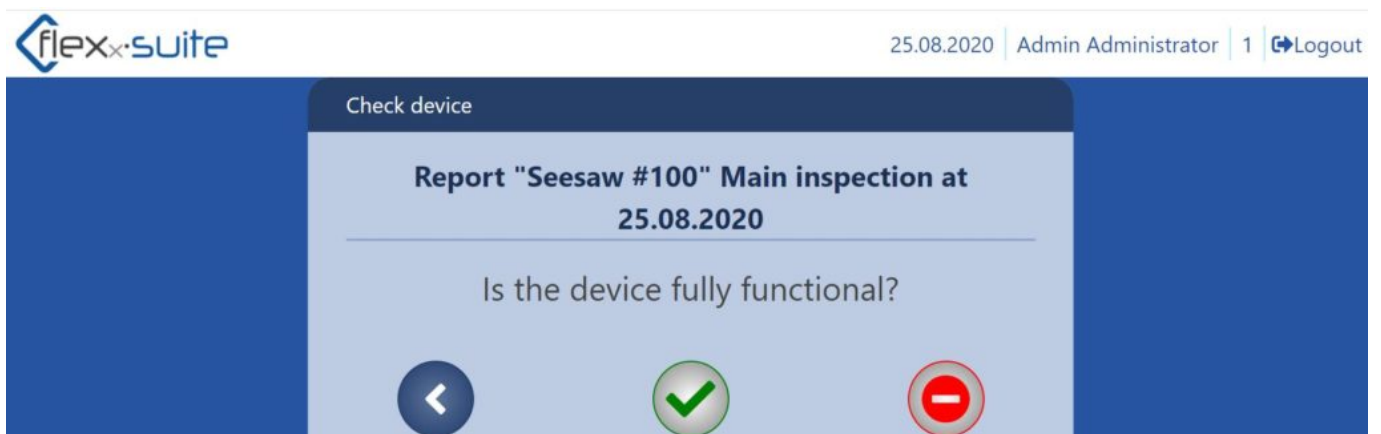 flexx·suite
25.08.2020 Admin Administrator 1 Logout
Check device
Report "Seesaw #100" Main inspection at
25.08.2020
Is the device fully functional?